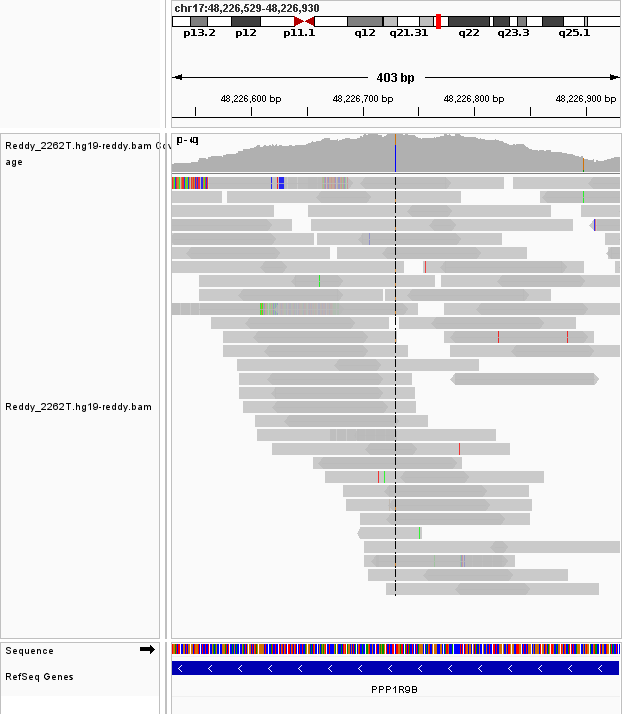 chr17:48,226,529-48,226,930
p13.2 p12 p11.1 q12 q21.31 q22 q23.3 q25.1
403 bp
48,226,600 bp 48,226,700 bp 48,226,800 bp 48,226,900 bp
Reddy_2262T.hg19-reddy.bam Cov
age
Reddy_2262T.hg19-reddy.bam
Sequence
RefSeq Genes
PPP1R9B